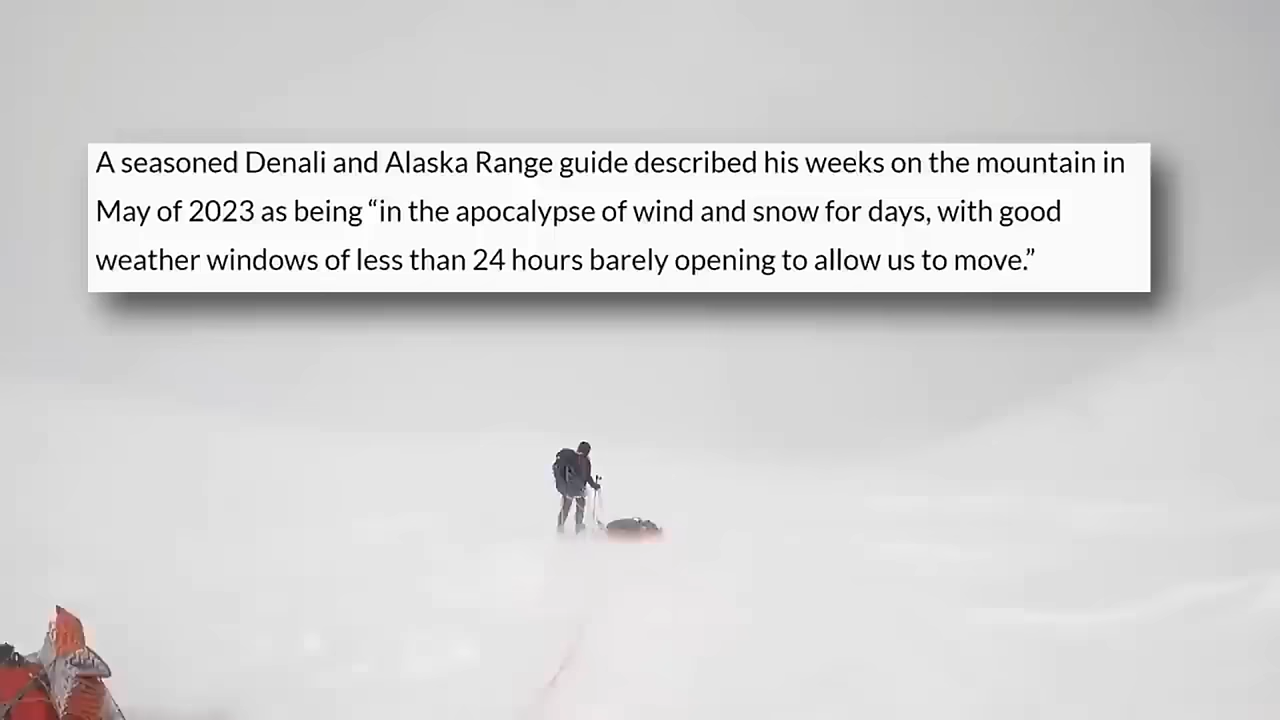 A seasoned Denali and Alaska Range guide described his weeks on the mountain in
May of 2023 as being “in the apocalypse of wind and snow for days, with good
weather windows of less than 24 hours barely opening to allow us to move.”